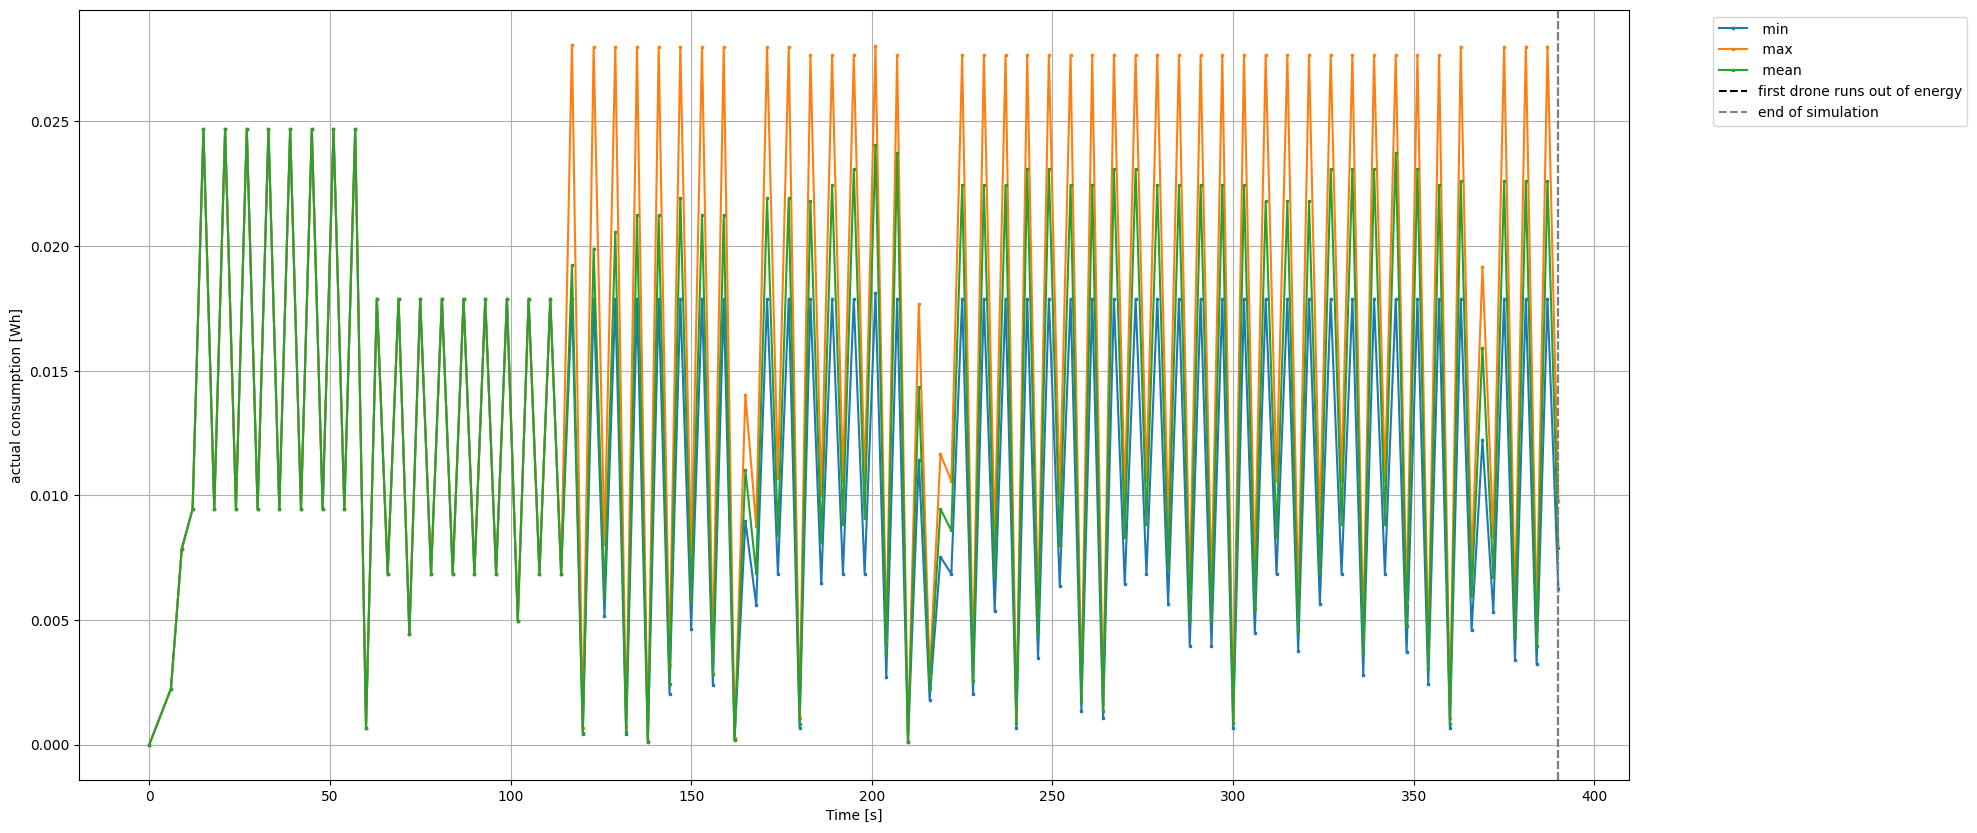 min
max
mean
first drone runs out of energy
end of simulation
actual consumption [Wh]
0.025
0.020
0.015
0.010
0.005
0.000
0 50 100 150 200 250 300 350 400
Time [s]